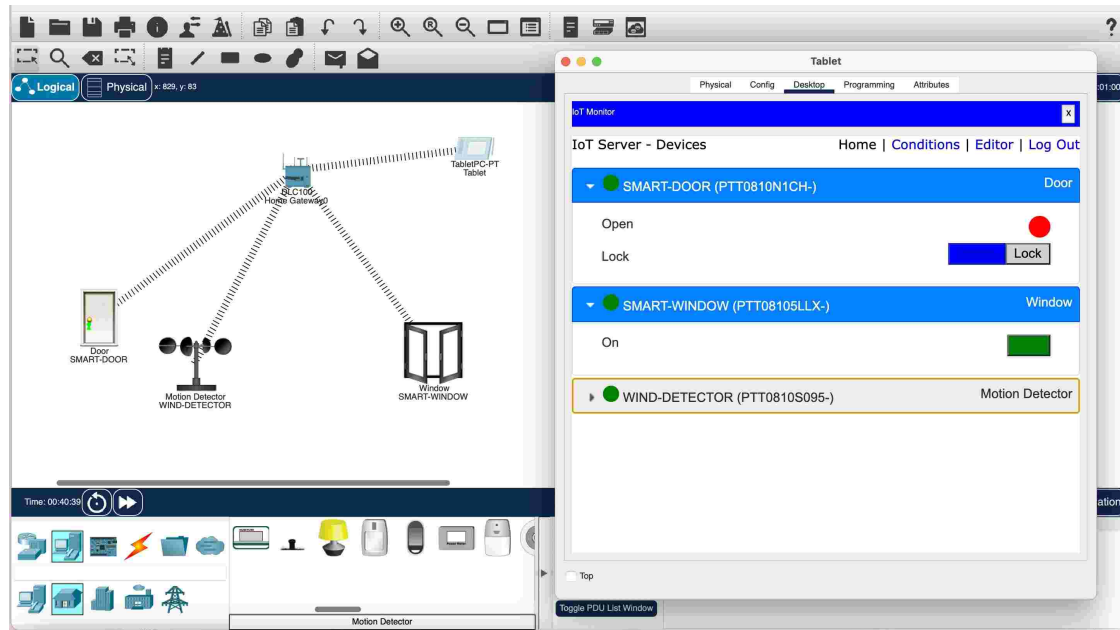 ?
Logical
Physical
x: 829, y: 83
TabletPC-PT
Tablet
DLC100
Home Gateway0
Door
SMART-DOOR
Motion Detector
WIND-DETECTOR
Window
SMART-WINDOW
Time: 00:40:39
Motion Detector
Tablet
Physical Config Desktop Programming Attributes
:01:00
IoT Monitor
X
IoT Server - Devices
Home | Conditions | Editor | Log Out
SMART-DOOR (PTT0810N1CH-)
Door
Open
Lock
Lock
SMART-WINDOW (PTT08105LLX-)
Window
On
WIND-DETECTOR (PTT0810S095-)
Motion Detector
ation
Top
Toggle PDU List Window